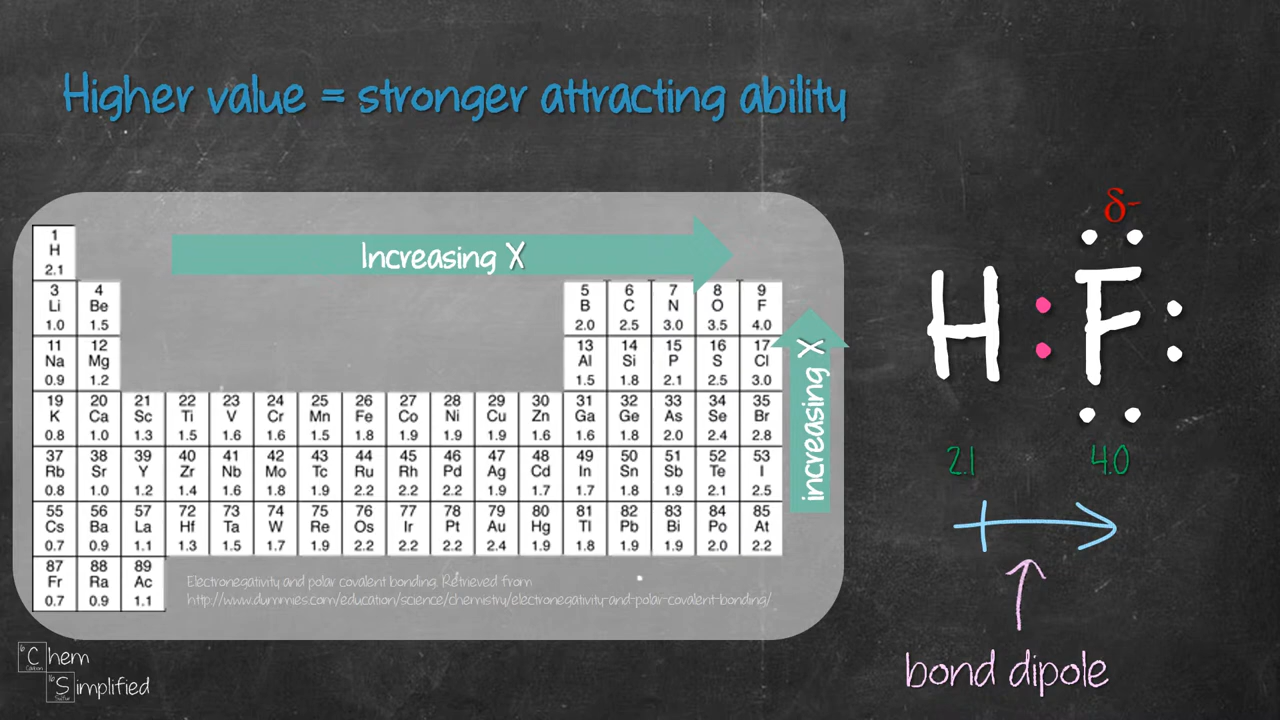 Higher value = stronger attracting ability
Increasing X
increasing X
1
H
2.1
3 4 5 6 7 8 9
Li Be B C N O F
1.0 1.5 2.0 2.5 3.0 3.5 4.0
11 12 13 14 15 16 17
Na Mg Al Si P S Cl
0.9 1.2 1.5 1.8 2.1 2.5 3.0
19 20 21 22 23 24 25 26 27 28 29 30 31 32 33 34 35
K Ca Sc Ti V Cr Mn Fe Co Ni Cu Zn Ga Ge As Se Br
0.8 1.0 1.3 1.5 1.6 1.6 1.5 1.8 1.9 1.9 1.9 1.6 1.6 1.8 2.0 2.4 2.8
37 38 39 40 41 42 43 44 45 46 47 48 49 50 51 52 53
Rb Sr Y Zr Nb Mo Tc Ru Rh Pd Ag Cd In Sn Sb Te I
0.8 1.0 1.2 1.4 1.6 1.8 1.9 2.2 2.2 2.2 1.9 1.7 1.7 1.8 1.9 2.1 2.5
55 56 57 72 73 74 75 76 77 78 79 80 81 82 83 84 85
Cs Ba La Hf Ta W Re Os Ir Pt Au Hg Tl Pb Bi Po At
0.7 0.9 1.1 1.3 1.5 1.7 1.9 2.2 2.2 2.2 2.4 1.9 1.8 1.9 1.9 2.0 2.2
87 88 89
Fr Ra Ac
0.7 0.9 1.1
Electronegativity and polar covalent bonding. Retrieved from
http://www.dummies.com/education/science/chemistry/electronegativity-and-polar-covalent-bonding/
δ-
H : F :
2.1 4.0
bond dipole
6
Chem
Carbon
16
Simplified
Sulfur